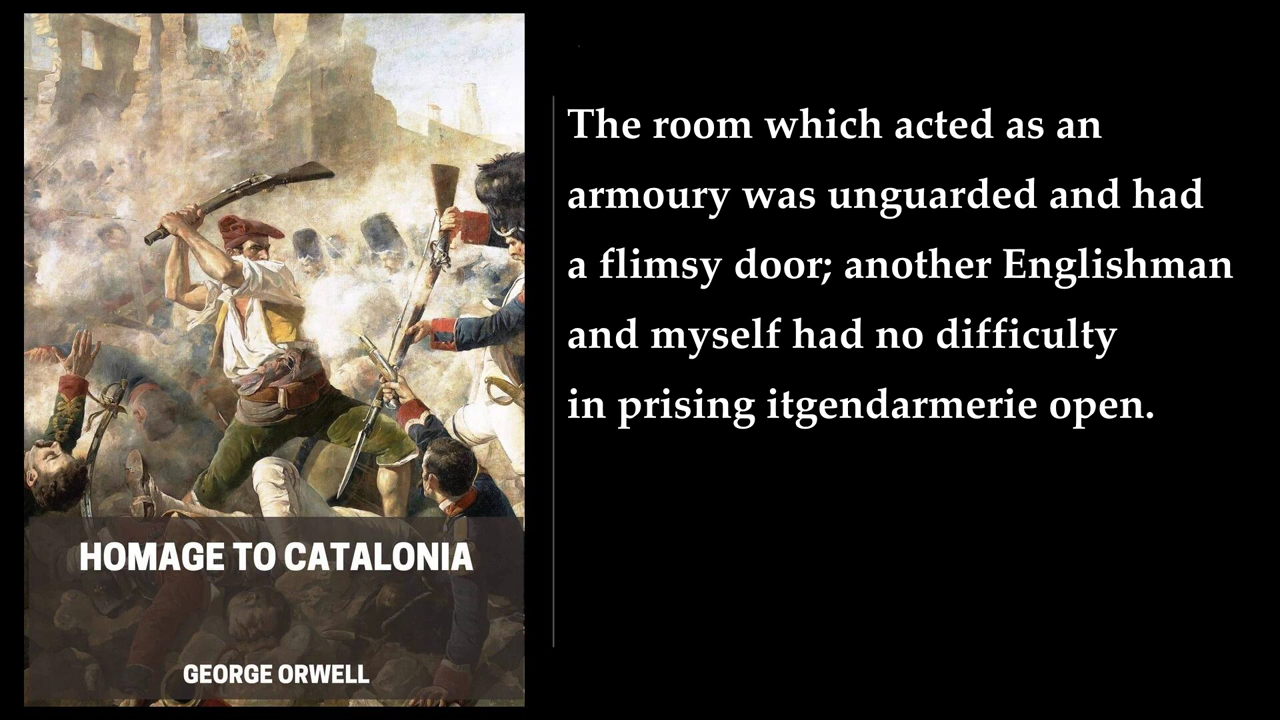 The room which acted as an
armoury was unguarded and had
a flimsy door; another Englishman
and myself had no difficulty
in prising itgendarmerie open.
HOMAGE TO CATALONIA
GEORGE ORWELL